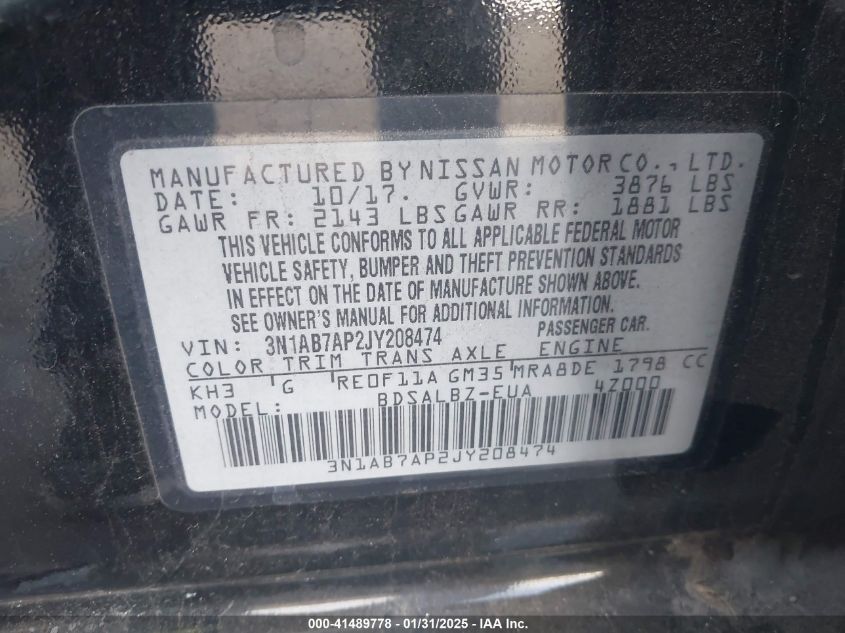 MANUFACTURED BY NISSAN MOTOR CO., LTD.
DATE: 10/17. GVWR: 3876 LBS
GAWR FR: 2143 LBS GAWR RR: 1881 LBS
THIS VEHICLE CONFORMS TO ALL APPLICABLE FEDERAL MOTOR
VEHICLE SAFETY, BUMPER AND THEFT PREVENTION STANDARDS
IN EFFECT ON THE DATE OF MANUFACTURE SHOWN ABOVE.
SEE OWNER'S MANUAL FOR ADDITIONAL INFORMATION.
VIN: 3N1AB7AP2JY208474 PASSENGER CAR.
COLOR TRIM TRANS AXLE ENGINE
KH3 G RE0F11A GM35 MRA8DE 1798 CC
MODEL: BDSALBZ-EUA 4Z000
3N1AB7AP2JY208474
000-41489778 - 01/31/2025 - IAA Inc.